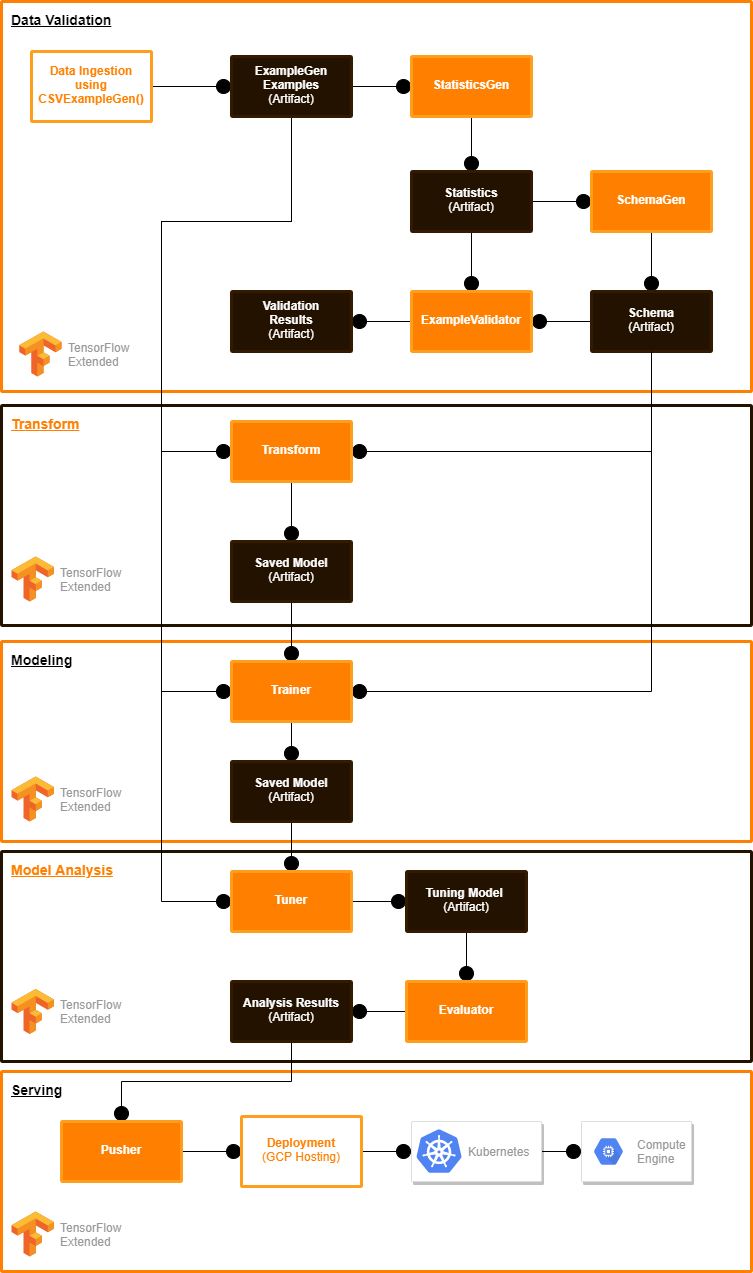 Data Validation
Data Ingestion
using
CSVExampleGen()
ExampleGen
Examples
(Artifact)
StatisticsGen
Statistics
(Artifact)
SchemaGen
Validation
Results
(Artifact)
ExampleValidator
Schema
(Artifact)
TensorFlow
Extended
Transform
Transform
Saved Model
(Artifact)
TensorFlow
Extended
Modeling
Trainer
Saved Model
(Artifact)
TensorFlow
Extended
Model Analysis
Tuner
Tuning Model
(Artifact)
Analysis Results
(Artifact)
Evaluator
TensorFlow
Extended
Serving
Pusher
Deployment
(GCP Hosting)
Kubernetes
Compute
Engine
TensorFlow
Extended